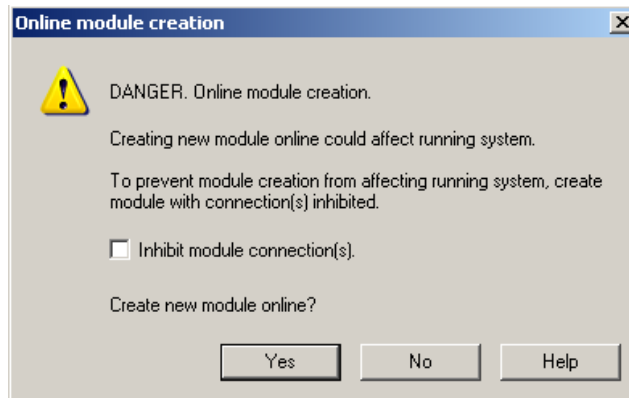 Online module creation
DANGER. Online module creation.
Creating new module online could affect running system.
To prevent module creation from affecting running system, create
module with connection(s) inhibited.
Inhibit module connection(s).
Create new module online?
Yes No Help